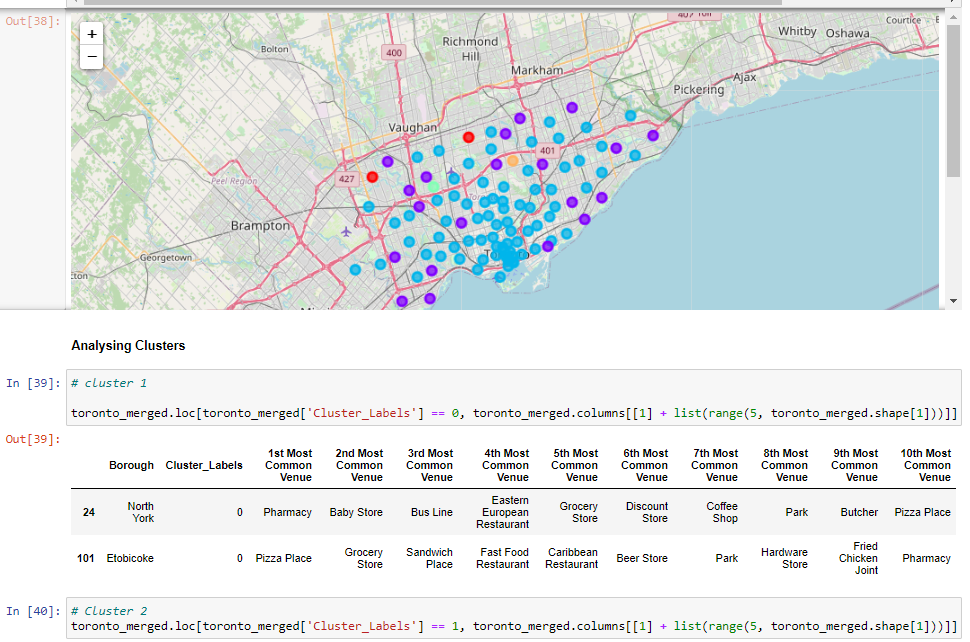 Out[38]:
+
−
400
Richmond
Hill
Bolton
Markham
Whitby
Oshawa
Courtice
Ajax
Pickering
Vaughan
401
427
Peel Region
Brampton
Georgetown
Analysing Clusters
In [39]:
# cluster 1
toronto_merged.loc[toronto_merged['Cluster_Labels'] == 0, toronto_merged.columns[[1] + list(range(5, toronto_merged.shape[1]))]]
Out[39]:
Borough Cluster_Labels 1st Most Common Venue 2nd Most Common Venue 3rd Most Common Venue 4th Most Common Venue 5th Most Common Venue 6th Most Common Venue 7th Most Common Venue 8th Most Common Venue 9th Most Common Venue 10th Most Common Venue
24 North York 0 Pharmacy Baby Store Bus Line Eastern European Restaurant Grocery Store Discount Store Coffee Shop Park Butcher Pizza Place
101 Etobicoke 0 Pizza Place Grocery Store Sandwich Place Fast Food Restaurant Caribbean Restaurant Beer Store Park Hardware Store Fried Chicken Joint Pharmacy
In [40]:
# Cluster 2
toronto_merged.loc[toronto_merged['Cluster_Labels'] == 1, toronto_merged.columns[[1] + list(range(5, toronto_merged.shape[1]))]]